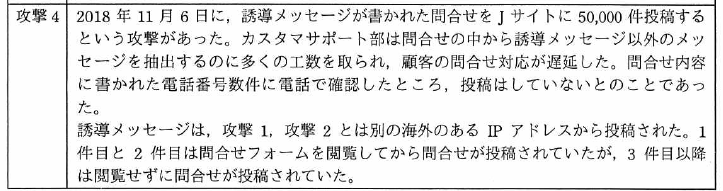 攻撃4
2018 年 11 月 6 日に，誘導メッセージが書かれた問合せを J サイトに 50,000 件投稿する
という攻撃があった。カスタマサポート部は問合せの中から誘導メッセージ以外のメッ
セージを抽出するのに多くの工数を取られ，顧客の問合せ対応が遅延した。問合せ内容
に書かれた電話番号数件に電話で確認したところ，投稿はしていないとのことであっ
た。
誘導メッセージは，攻撃 1，攻撃 2 とは別の海外のある IP アドレスから投稿された。1
件目と 2 件目は問合せフォームを閲覧してから問合せが投稿されていたが，3 件目以降
は閲覧せずに問合せが投稿されていた。